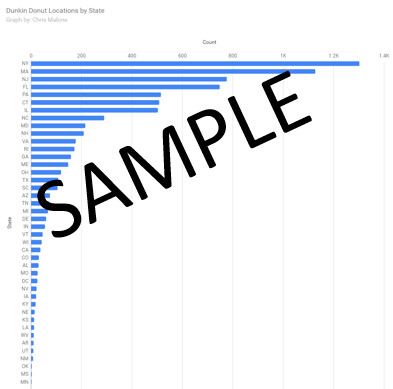 Dunkin Donut Locations by State
Graph by: Chris Malone
Count
0 200 400 600 800 1K 1.2K 1.4K
State
NY
MA
NJ
FL
PA
CT
IL
NC
MD
NH
VA
RI
GA
ME
OH
TX
SC
AZ
TN
MI
DE
IN
VT
WI
CA
CO
AL
MO
DC
NV
IA
KY
NE
KS
LA
WV
AR
UT
NM
OK
MS
MN
SAMPLE